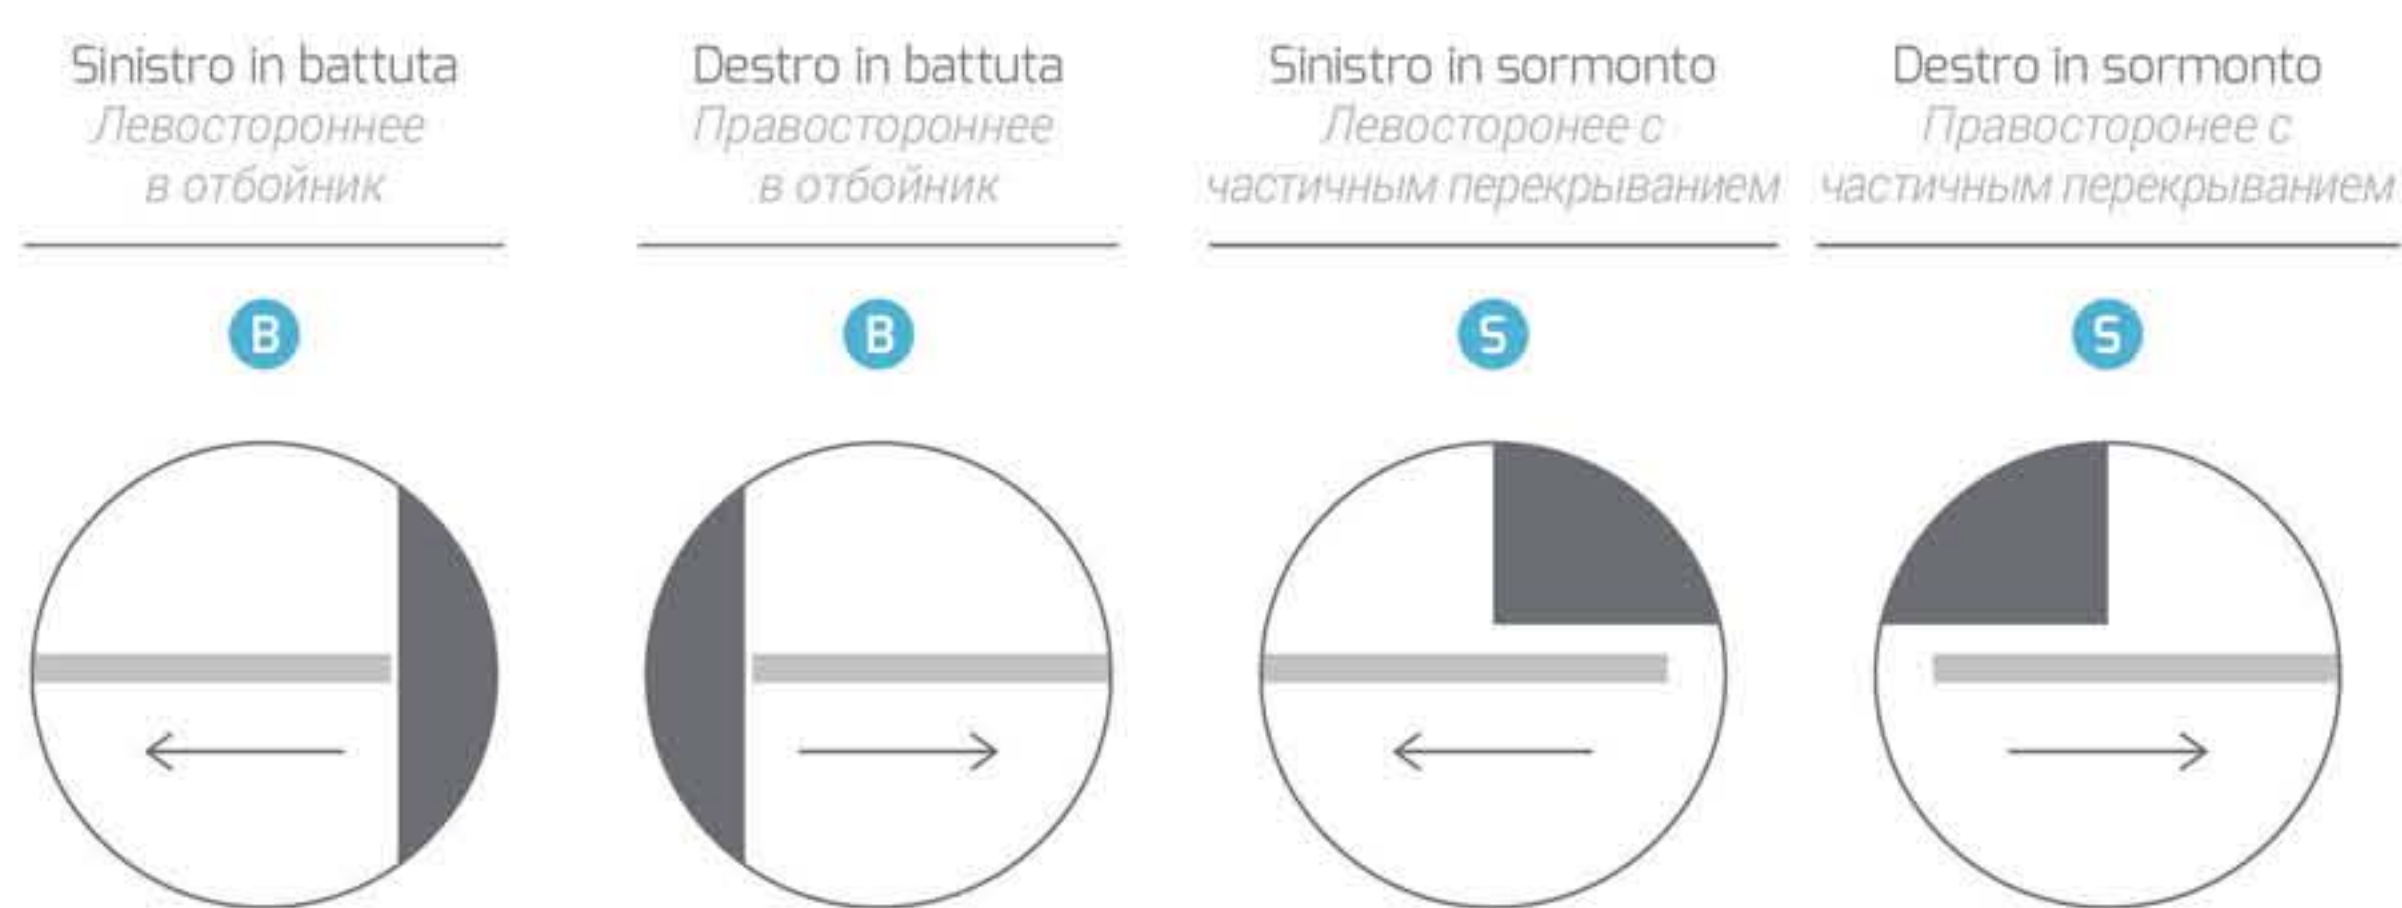 Sinistro in battuta
Левостороннее
в отбойник
B
Destro in battuta
Правостороннее
в отбойник
B
Sinistro in sormonto
Левосторонее с
частичным перекрыванием
S
Destro in sormonto
Правосторонее с
частичным перекрыванием
S